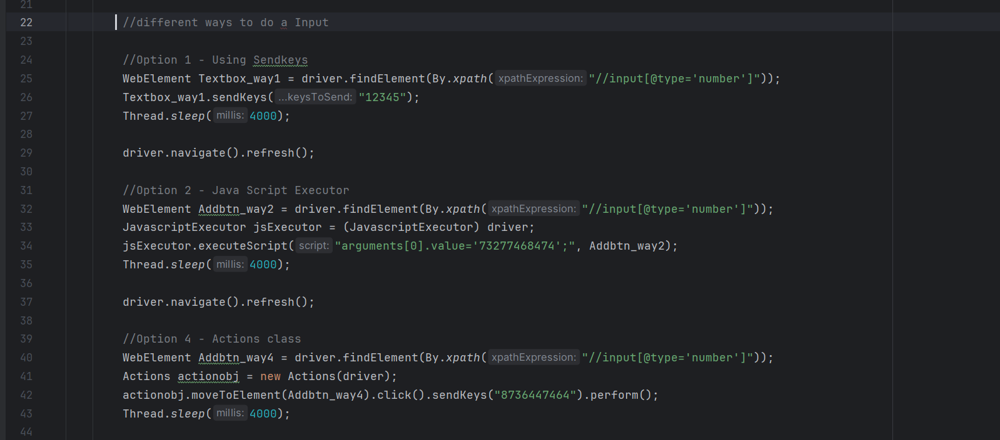 21
22 //different ways to do a Input
23
24 //Option 1 - Using Sendkeys
25 WebElement Textbox_way1 = driver.findElement(By.xpath( xpathExpression: "//input[@type='number']"));
26 Textbox_way1.sendKeys( ...keysToSend: "12345");
27 Thread.sleep( millis: 4000);
28
29 driver.navigate().refresh();
30
31 //Option 2 - Java Script Executor
32 WebElement Addbtn_way2 = driver.findElement(By.xpath( xpathExpression: "//input[@type='number']"));
33 JavascriptExecutor jsExecutor = (JavascriptExecutor) driver;
34 jsExecutor.executeScript( script: "arguments[0].value='73277468474';", Addbtn_way2);
35 Thread.sleep( millis: 4000);
36
37 driver.navigate().refresh();
38
39 //Option 4 - Actions class
40 WebElement Addbtn_way4 = driver.findElement(By.xpath( xpathExpression: "//input[@type='number']"));
41 Actions actionobj = new Actions(driver);
42 actionobj.moveToElement(Addbtn_way4).click().sendKeys("8736447464").perform();
43 Thread.sleep( millis: 4000);
44